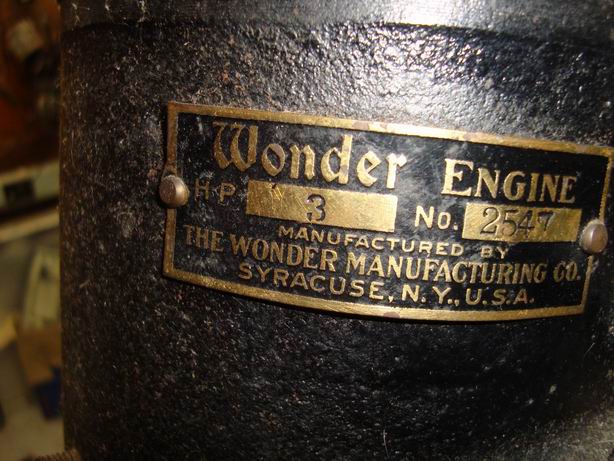 Wonder ENGINE
H.P. 3 No. 2547
MANUFACTURED BY
THE WONDER MANUFACTURING CO.
SYRACUSE, N.Y., U.S.A.